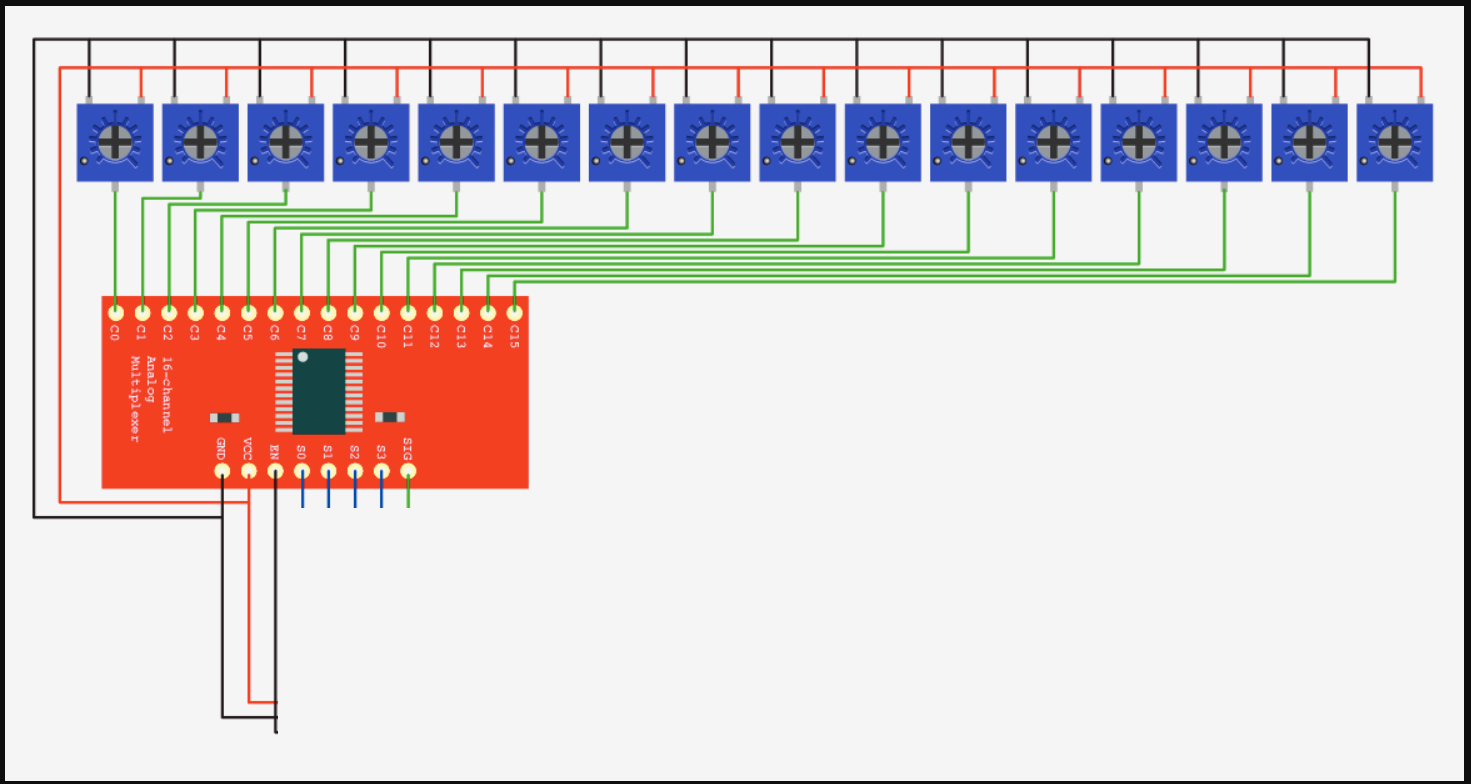 C0
C1
C2
C3
C4
C5
C6
C7
C8
C9
C10
C11
C12
C13
C14
C15
16-channel
Analog
Multiplexer
GND
VCC
EN
S0
S1
S2
S3
SIG